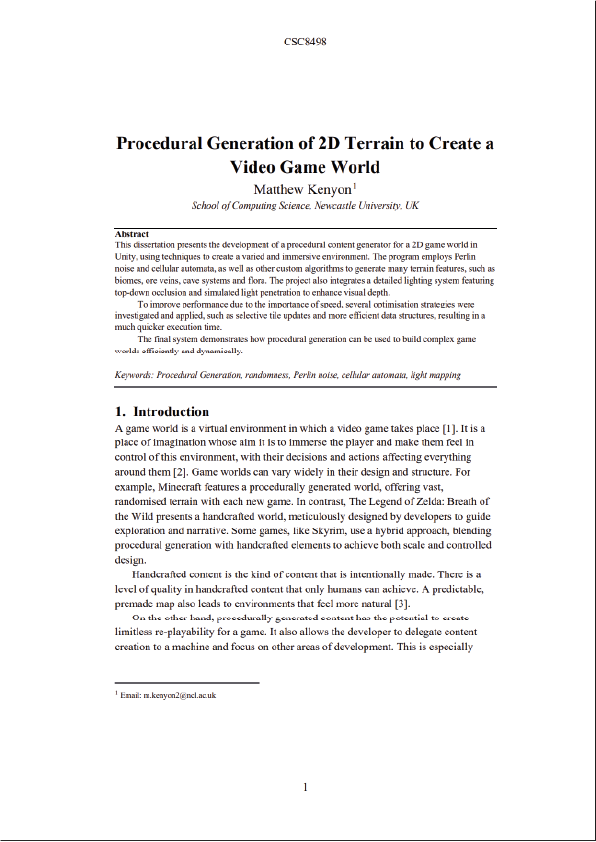 CSC8498
Procedural Generation of 2D Terrain to Create a
Video Game World
Matthew Kenyon1
School of Computing Science, Newcastle University, UK
Abstract
This dissertation presents the development of a procedural content generator for a 2D game world in
Unity, using techniques to create a varied and immersive environment. The program employs Perlin
noise and cellular automata, as well as other custom algorithms to generate many terrain features, such as
biomes, ore veins, cave systems and flora. The project also integrates a detailed lighting system featuring
top-down occlusion and simulated light penetration to enhance visual depth.
To improve performance due to the importance of speed, several optimisation strategies were
investigated and applied, such as selective tile updates and more efficient data structures, resulting in a
much quicker execution time.
The final system demonstrates how procedural generation can be used to build complex game
worlds efficiently and dynamically.
Keywords: Procedural Generation, randomness, Perlin noise, cellular automata, light mapping
1. Introduction
A game world is a virtual environment in which a video game takes place [1]. It is a
place of imagination whose aim it is to immerse the player and make them feel in
control of this environment, with their decisions and actions affecting everything
around them [2]. Game worlds can vary widely in their design and structure. For
example, Minecraft features a procedurally generated world, offering vast,
randomised terrain with each new game. In contrast, The Legend of Zelda: Breath of
the Wild presents a handcrafted world, meticulously designed by developers to guide
exploration and narrative. Some games, like Skyrim, use a hybrid approach, blending
procedural generation with handcrafted elements to achieve both scale and controlled
design.
Handcrafted content is the kind of content that is intentionally made. There is a
level of quality in handcrafted content that only humans can achieve. A predictable,
premade map also leads to environments that feel more natural [3].
On the other hand, procedurally generated content has the potential to create
limitless re-playability for a game. It also allows the developer to delegate content
creation to a machine and focus on other areas of development. This is especially
1 Email: m.kenyon2@ncl.ac.uk
1